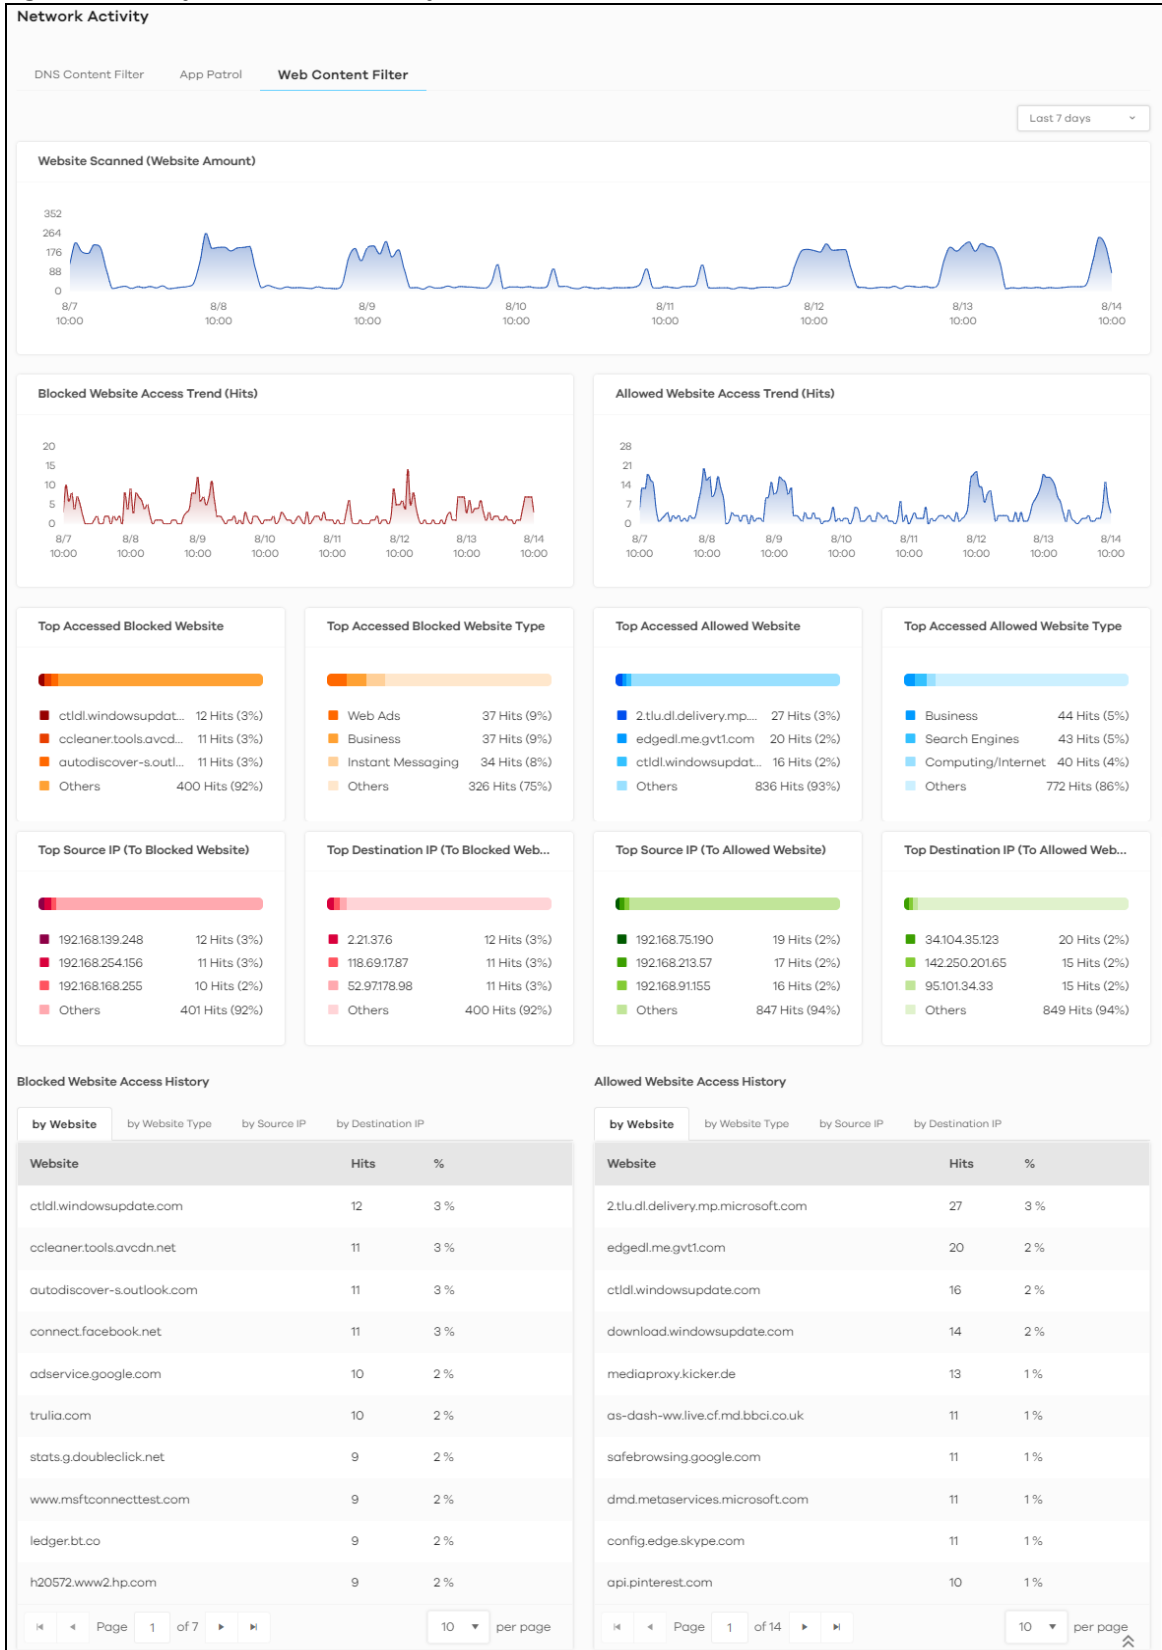 Network Activity
DNS Content Filter App Patrol Web Content Filter
Last 7 days
Website Scanned (Website Amount)
352
264
176
88
0
8/7 8/8 8/9 8/10 8/11 8/12 8/13 8/14
10:00 10:00 10:00 10:00 10:00 10:00 10:00 10:00
Blocked Website Access Trend (Hits)
20
15
10
5
0
8/7 8/8 8/9 8/10 8/11 8/12 8/13 8/14
10:00 10:00 10:00 10:00 10:00 10:00 10:00 10:00
Allowed Website Access Trend (Hits)
28
21
14
7
0
8/7 8/8 8/9 8/10 8/11 8/12 8/13 8/14
10:00 10:00 10:00 10:00 10:00 10:00 10:00 10:00
Top Accessed Blocked Website
ctldl.windowsupdat... 12 Hits (3%)
ccleaner.tools.avcd... 11 Hits (3%)
autodiscover-s.outl... 11 Hits (3%)
Others 400 Hits (92%)
Top Accessed Blocked Website Type
Web Ads 37 Hits (9%)
Business 37 Hits (9%)
Instant Messaging 34 Hits (8%)
Others 326 Hits (75%)
Top Accessed Allowed Website
2.tlu.dl.delivery.mp.... 27 Hits (3%)
edgedl.me.gvt1.com 20 Hits (2%)
ctldl.windowsupdat... 16 Hits (2%)
Others 836 Hits (93%)
Top Accessed Allowed Website Type
Business 44 Hits (5%)
Search Engines 43 Hits (5%)
Computing/Internet 40 Hits (4%)
Others 772 Hits (86%)
Top Source IP (To Blocked Website)
192.168.139.248 12 Hits (3%)
192.168.254.156 11 Hits (3%)
192.168.168.255 10 Hits (2%)
Others 401 Hits (92%)
Top Destination IP (To Blocked Web...
2.21.37.6 12 Hits (3%)
118.69.17.87 11 Hits (3%)
52.97.178.98 11 Hits (3%)
Others 400 Hits (92%)
Top Source IP (To Allowed Website)
192.168.75.190 19 Hits (2%)
192.168.213.57 17 Hits (2%)
192.168.91.155 16 Hits (2%)
Others 847 Hits (94%)
Top Destination IP (To Allowed Web...
34.104.35.123 20 Hits (2%)
142.250.201.65 15 Hits (2%)
95.101.34.33 15 Hits (2%)
Others 849 Hits (94%)
Blocked Website Access History
by Website by Website Type by Source IP by Destination IP
Website Hits %
ctldl.windowsupdate.com 12 3 %
ccleaner.tools.avcdn.net 11 3 %
autodiscover-s.outlook.com 11 3 %
connect.facebook.net 11 3 %
adservice.google.com 10 2 %
trulia.com 10 2 %
stats.g.doubleclick.net 9 2 %
www.msftconnecttest.com 9 2 %
ledger.bt.co 9 2 %
h20572.www2.hp.com 9 2 %
Page 1 of 7 10 per page
Allowed Website Access History
by Website by Website Type by Source IP by Destination IP
Website Hits %
2.tlu.dl.delivery.mp.microsoft.com 27 3 %
edgedl.me.gvt1.com 20 2 %
ctldl.windowsupdate.com 16 2 %
download.windowsupdate.com 14 2 %
mediaproxy.kicker.de 13 1 %
as-dash-ww.live.cf.md.bbci.co.uk 11 1 %
safebrowsing.google.com 11 1 %
dmd.metaservices.microsoft.com 11 1 %
config.edge.skype.com 11 1 %
api.pinterest.com 10 1 %
Page 1 of 14 10 per page